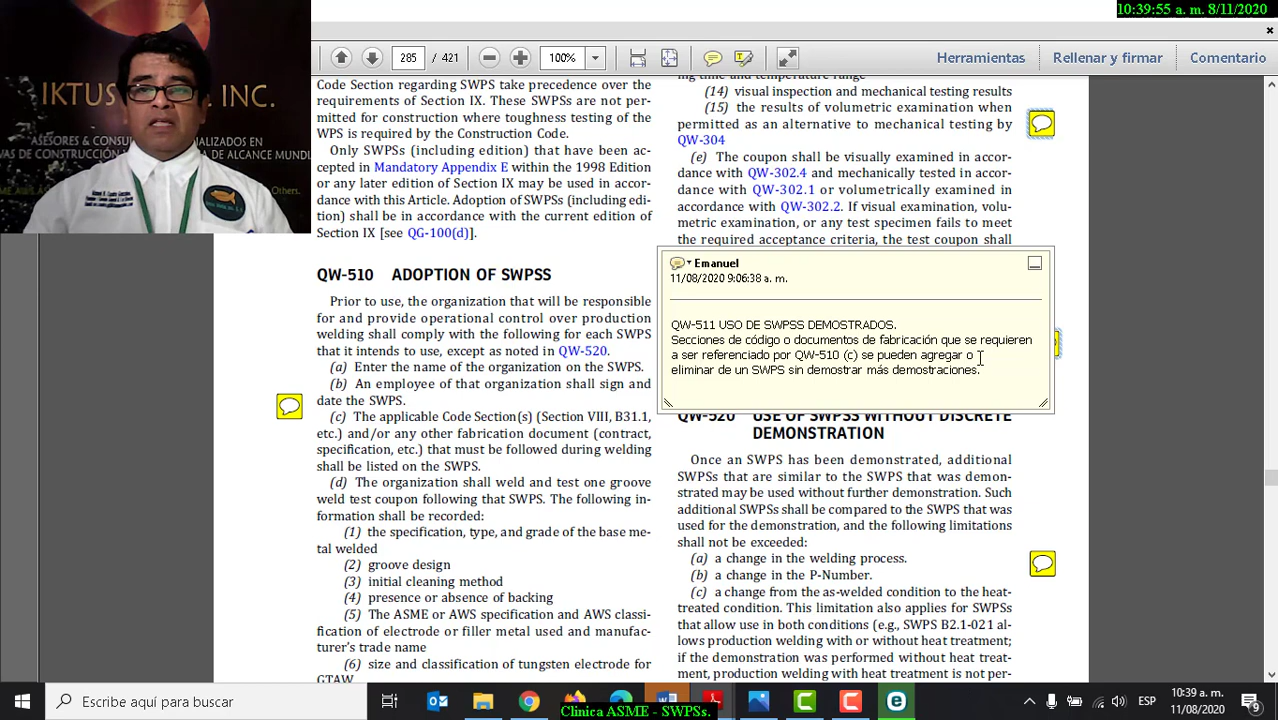 10:39:55 a. m. 8/11/2020
IKTUS
INC.
ASESORES & CONSU
IALIZADOS EN
AS DE CONSTRUCCIÓN
DE ALCANCE MUNDI
Others.
285 / 421
100%
Herramientas
Rellenar y firmar
Comentario
Code Section regarding SWPS take precedence over the
requirements of Section IX. These SWPSs are not per-
mitted for construction where toughness testing of the
WPS is required by the Construction Code.
Only SWPSs (including edition) that have been ac-
cepted in Mandatory Appendix E within the 1998 Edition
or any later edition of Section IX may be used in accor-
dance with this Article. Adoption of SWPSs (including edi-
tion) shall be in accordance with the current edition of
Section IX [see QG-100(d)].
QW-510 ADOPTION OF SWPSS
Prior to use, the organization that will be responsible
for and provide operational control over production
welding shall comply with the following for each SWPS
that it intends to use, except as noted in QW-520.
(a) Enter the name of the organization on the SWPS.
(b) An employee of that organization shall sign and
date the SWPS.
(c) The applicable Code Section(s) (Section VIII, B31.1,
etc.) and/or any other fabrication document (contract,
specification, etc.) that must be followed during welding
shall be listed on the SWPS.
(d) The organization shall weld and test one groove
weld test coupon following that SWPS. The following in-
formation shall be recorded:
(1) the specification, type, and grade of the base me-
tal welded
(2) groove design
(3) initial cleaning method
(4) presence or absence of backing
(5) The ASME or AWS specification and AWS classi-
fication of electrode or filler metal used and manufac-
turer's trade name
(6) size and classification of tungsten electrode for
GTAW
ing time and temperature range
(14) visual inspection and mechanical testing results
(15) the results of volumetric examination when
permitted as an alternative to mechanical testing by
QW-304
(e) The coupon shall be visually examined in accor-
dance with QW-302.4 and mechanically tested in accor-
dance with QW-302.1 or volumetrically examined in
accordance with QW-302.2. If visual examination, volu-
metric examination, or any test specimen fails to meet
the required acceptance criteria, the test coupon shall
Emanuel
11/08/2020 9:06:38 a. m.
QW-511 USO DE SWPSS DEMOSTRADOS.
Secciones de código o documentos de fabricación que se requieren
a ser referenciado por QW-510 (c) se pueden agregar o
eliminar de un SWPS sin demostrar más demostraciones.
QW-520 USE OF SWPSS WITHOUT DISCRETE
DEMONSTRATION
Once an SWPS has been demonstrated, additional
SWPSs that are similar to the SWPS that was demon-
strated may be used without further demonstration. Such
additional SWPSs shall be compared to the SWPS that was
used for the demonstration, and the following limitations
shall not be exceeded:
(a) a change in the welding process.
(b) a change in the P-Number.
(c) a change from the as-welded condition to the heat-
treated condition. This limitation also applies for SWPSs
that allow use in both conditions (e.g., SWPS B2.1-021 al-
lows production welding with or without heat treatment;
if the demonstration was performed without heat treat-
ment, production welding with heat treatment is not per-
Escribe aquí para buscar
Clinica ASME - SWPSs.
ESP
10:39 a. m.
11/08/2020
9